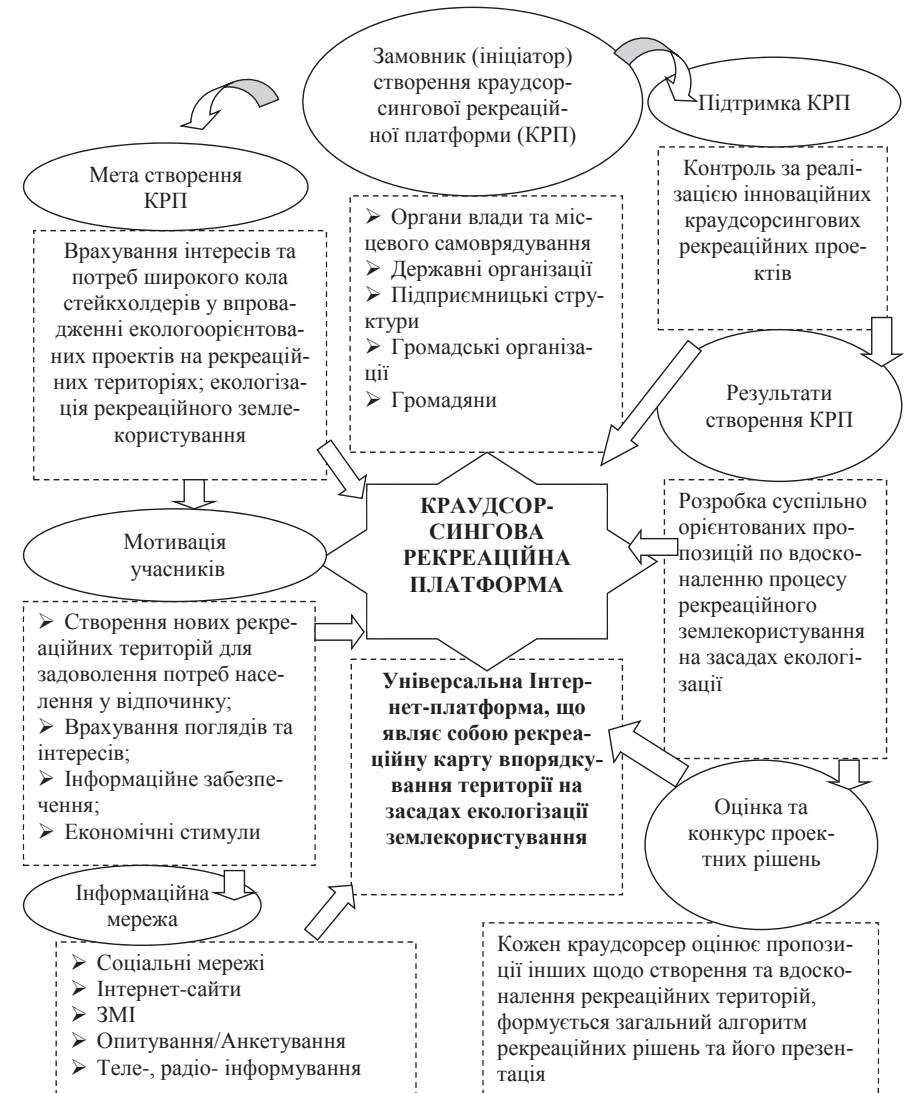 Замовник (ініціатор)
створення краудсор-
сингової рекреацій-
ної платформи (КРП)
Підтримка КРП
Мета створення
КРП
Контроль за реалі-
зацією інноваційних
краудсорсингових
рекреаційних прое-
ктів
➢ Органи влади та міс-
цевого самоврядування
➢ Державні організації
➢ Підприємницькі стру-
ктури
➢ Громадські організа-
ції
➢ Громадяни
Врахування інтересів та
потреб широкого кола
стейкхолдерів у впрова-
дженні екологоорієнтова-
них проектів на рекреацій-
них територіях; екологіза-
ція рекреаційного земле-
користування
Результати
створення КРП
КРАУДСОР-
СИНГОВА
РЕКРЕАЦІЙНА
ПЛАТФОРМА
Мотивація
учасників
Розробка суспільно
орієнтованих про-
позицій по вдоско-
наленню процесу
рекреаційного
землекористування
на засадах екологі-
зації
➢ Створення нових рекре-
аційних територій для
задоволення потреб насе-
лення у відпочинку;
➢ Врахування поглядів та
інтересів;
➢ Інформаційне забезпе-
чення;
➢ Економічні стимули
Універсальна Інтер-
нет-платформа, що
являє собою рекреа-
ційну карту впорядку-
вання території на
засадах екологізації
землекористування
Оцінка та
конкурс проек-
тних рішень
Інформаційна
мережа
➢ Соціальні мережі
➢ Інтернет-сайти
➢ ЗМІ
➢ Опитування/Анкетування
➢ Теле-, радіо- інформування
Кожен краудсорсер оцінює пропози-
ції інших щодо створення та вдоско-
налення рекреаційних територій,
формується загальний алгоритм
рекреаційних рішень та його презен-
тація